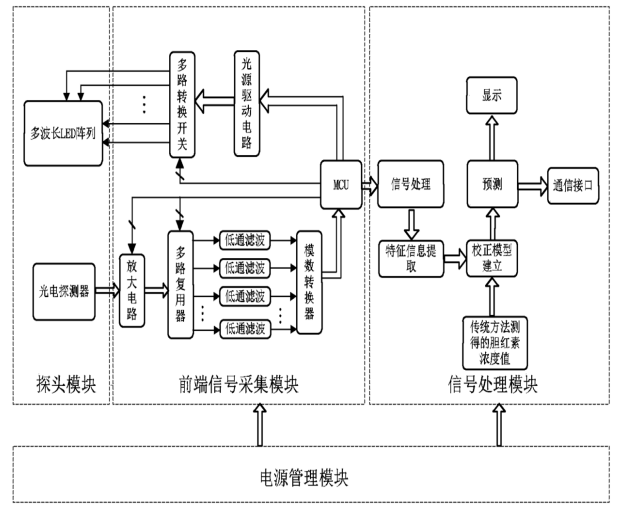 多波长LED阵列
光电探测器
探头模块
多路转换开关
光源驱动电路
MCU
放大电路
多路复用器
低通滤波
低通滤波
低通滤波
低通滤波
模数转换器
前端信号采集模块
显示
信号处理
预测
通信接口
特征信息提
取
校正模型
建立
传统方法测
得的胆红素
浓度值
信号处理模块
电源管理模块